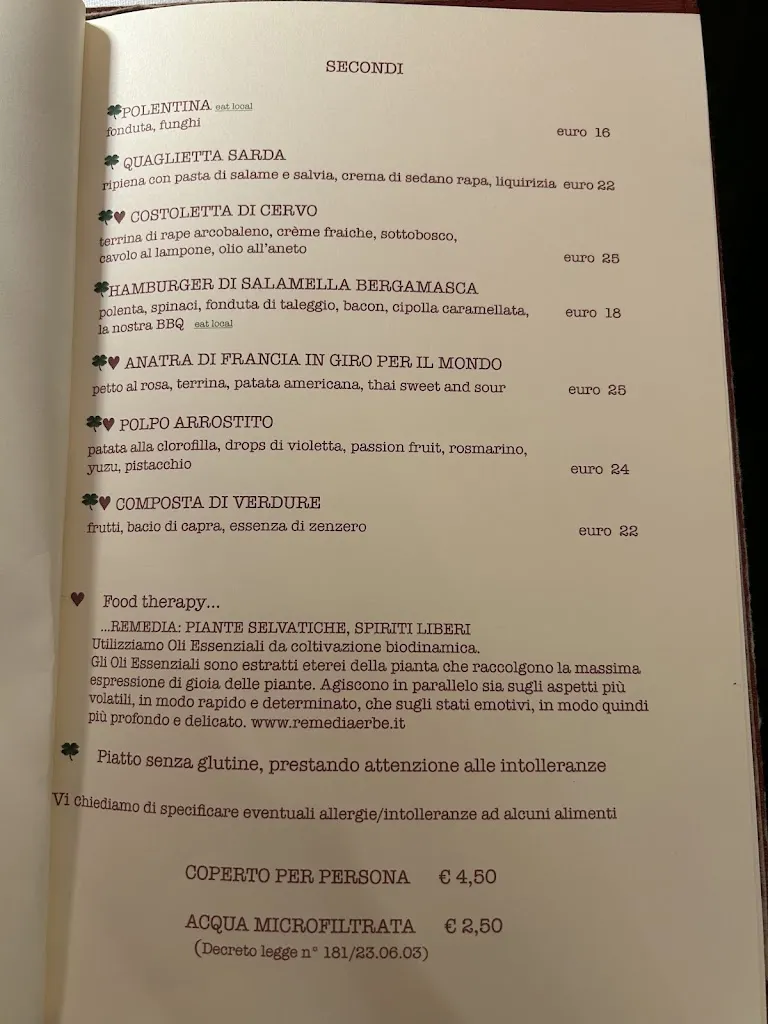 SECONDI
POLENTINA eat local
fonduta, funghi
euro 16
QUAGLIETTA SARDA
ripiena con pasta di salame e salvia, crema di sedano rapa, liquirizia euro 22
COSTOLETTA DI CERVO
terrina di rape arcobaleno, crème fraiche, sottobosco,
cavolo al lampone, olio all'aneto
euro 25
HAMBURGER DI SALAMELLA BERGAMASCA
polenta, spinaci, fonduta di taleggio, bacon, cipolla caramellata,
la nostra BBQ eat local
euro 18
ANATRA DI FRANCIA IN GIRO PER IL MONDO
petto al rosa, terrina, patata americana, thai sweet and sour
euro 25
POLPO ARROSTITO
patata alla clorofilla, drops di violetta, passion fruit, rosmarino,
yuzu, pistacchio
euro 24
COMPOSTA DI VERDURE
frutti, bacio di capra, essenza di zenzero
euro 22
Food therapy...
...REMEDIA: PIANTE SELVATICHE, SPIRITI LIBERI
Utilizziamo Oli Essenziali da coltivazione biodinamica.
Gli Oli Essenziali sono estratti eterei della pianta che raccolgono la massima
espressione di gioia delle piante. Agiscono in parallelo sia sugli aspetti più
volatili, in modo rapido e determinato, che sugli stati emotivi, in modo quindi
più profondo e delicato. www.remediaerbe.it
Piatto senza glutine, prestando attenzione alle intolleranze
Vi chiediamo di specificare eventuali allergie/intolleranze ad alcuni alimenti
COPERTO PER PERSONA € 4,50
ACQUA MICROFILTRATA € 2,50
(Decreto legge n° 181/23.06.03)